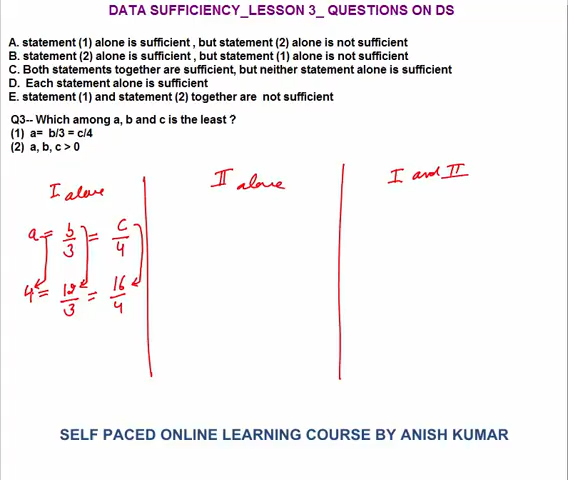 DATA SUFFICIENCY_LESSON 3_ QUESTIONS ON DS
A. statement (1) alone is sufficient , but statement (2) alone is not sufficient
B. statement (2) alone is sufficient , but statement (1) alone is not sufficient
C. Both statements together are sufficient, but neither statement alone is sufficient
D. Each statement alone is sufficient
E. statement (1) and statement (2) together are not sufficient
Q3-- Which among a, b and c is the least ?
(1) a= b/3 = c/4
(2) a, b, c > 0
I alone
II alone
I and II
a = b/3 = c/4
4 = 12/3 = 16/4
SELF PACED ONLINE LEARNING COURSE BY ANISH KUMAR